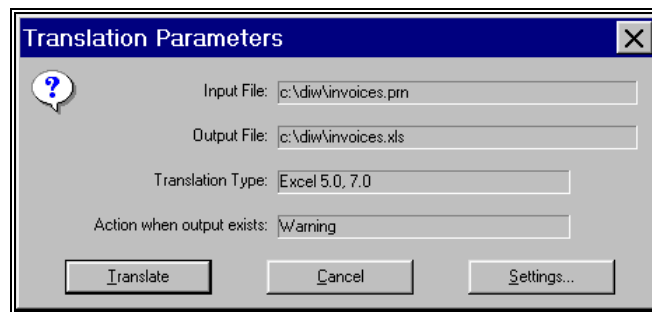 Translation Parameters
?
Input File: c:\diw\invoices.prn
Output File: c:\diw\invoices.xls
Translation Type: Excel 5.0, 7.0
Action when output exists: Warning
Translate Cancel Settings...